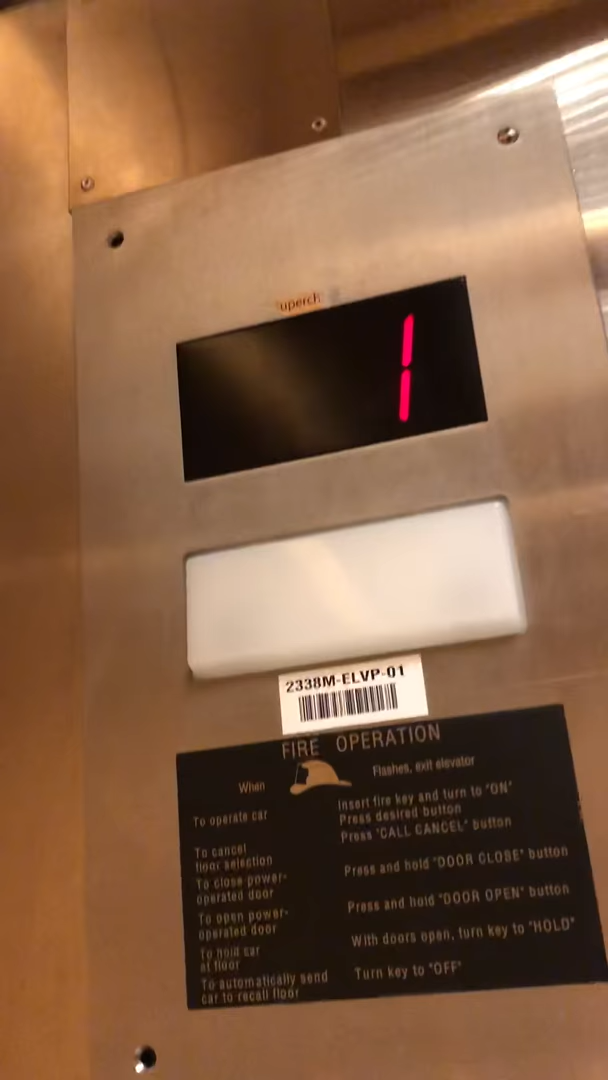 uperch
1
2338M-ELVP-01
FIRE OPERATION
When Flashes, exit elevator
To operate car Insert fire key and turn to "ON"
Press desired button
To cancel
floor selection Press "CALL CANCEL" button
To close power-
operated door Press and hold "DOOR CLOSE" button
To open power-
operated door Press and hold "DOOR OPEN" button
To hold car
at floor With doors open, turn key to "HOLD"
To automatically send
car to recall floor Turn key to "OFF"